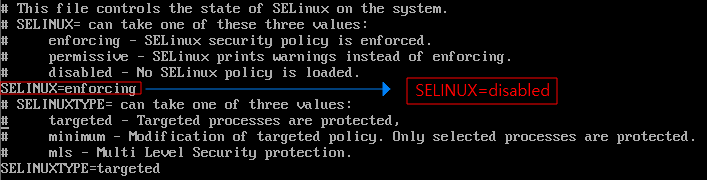 # This file controls the state of SELinux on the system.
# SELINUX= can take one of these three values:
#     enforcing - SELinux security policy is enforced.
#     permissive - SELinux prints warnings instead of enforcing.
#     disabled - No SELinux policy is loaded.
SELINUX=enforcing
SELINUX=disabled
# SELINUXTYPE= can take one of three values:
#     targeted - Targeted processes are protected,
#     minimum - Modification of targeted policy. Only selected processes are protected.
#     mls - Multi Level Security protection.
SELINUXTYPE=targeted